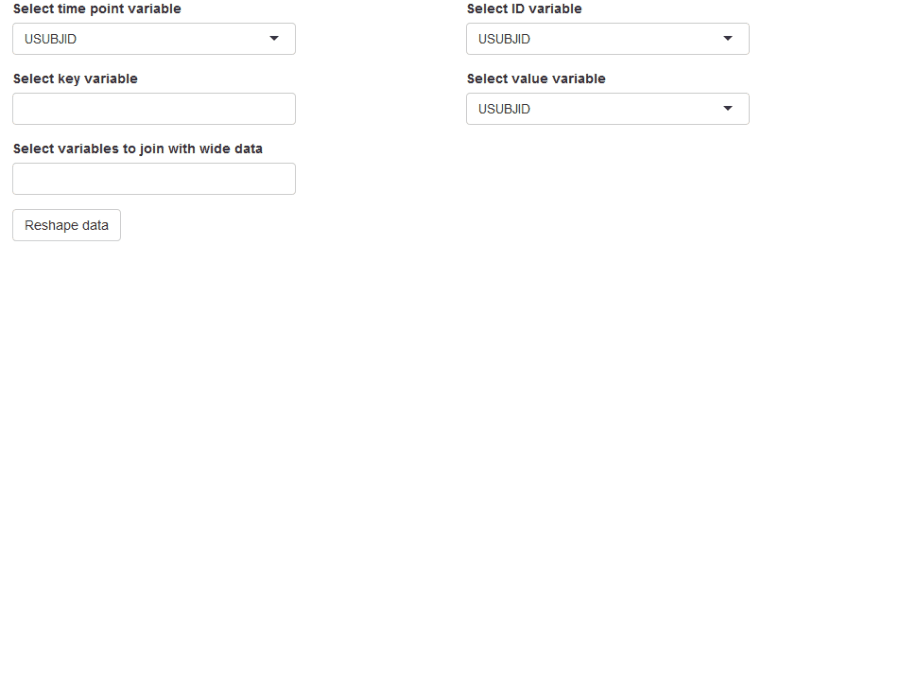 Select time point variable
USUBJID
Select ID variable
USUBJID
Select key variable
Select value variable
USUBJID
Select variables to join with wide data
Reshape data